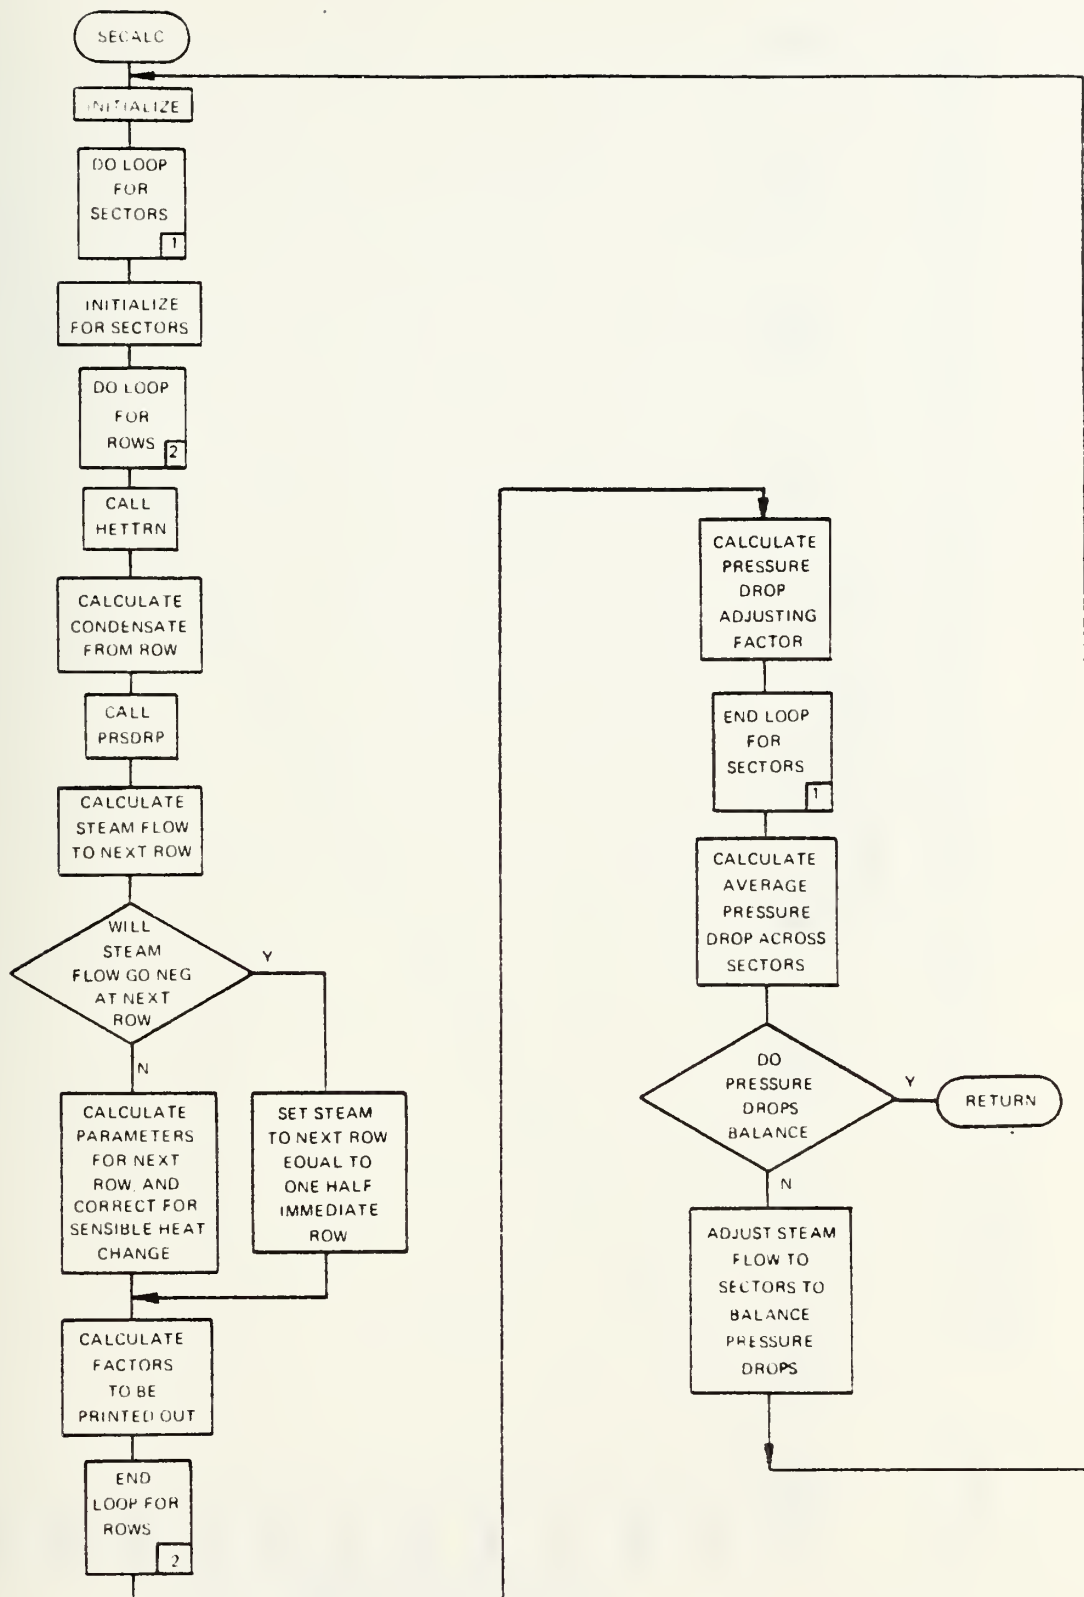 SECALC
INITIALIZE
DO LOOP
FOR
SECTORS
1
INITIALIZE
FOR SECTORS
DO LOOP
FOR
ROWS
2
CALL
HETTRN
CALCULATE
CONDENSATE
FROM ROW
CALL
PRSDRP
CALCULATE
STEAM FLOW
TO NEXT ROW
WILL
STEAM
FLOW GO NEG
AT NEXT
ROW
Y
N
CALCULATE
PARAMETERS
FOR NEXT
ROW, AND
CORRECT FOR
SENSIBLE HEAT
CHANGE
SET STEAM
TO NEXT ROW
EQUAL TO
ONE HALF
IMMEDIATE
ROW
CALCULATE
FACTORS
TO BE
PRINTED OUT
END
LOOP FOR
ROWS
2
CALCULATE
PRESSURE
DROP
ADJUSTING
FACTOR
END LOOP
FOR
SECTORS
1
CALCULATE
AVERAGE
PRESSURE
DROP ACROSS
SECTORS
DO
PRESSURE
DROPS
BALANCE
Y
RETURN
N
ADJUST STEAM
FLOW TO
SECTORS TO
BALANCE
PRESSURE
DROPS